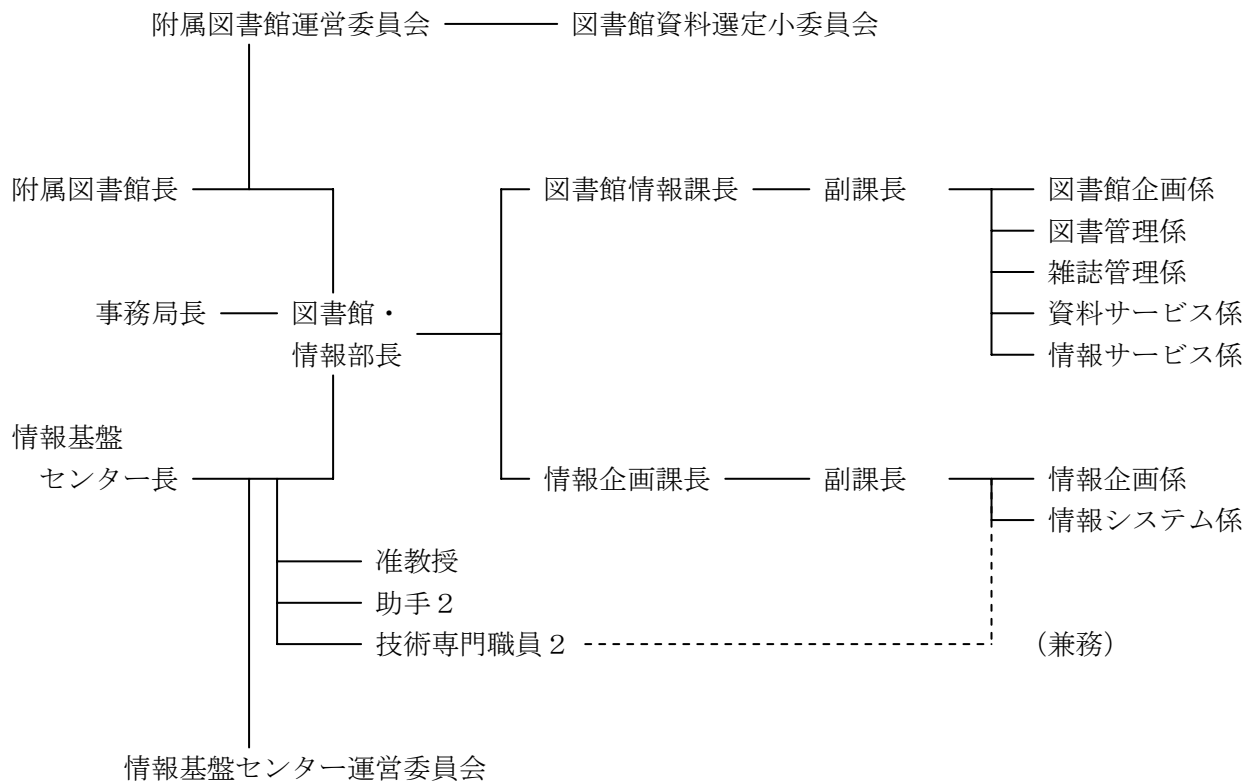 附属図書館運営委員会 図書館資料選定小委員会
附属図書館長 図書館情報課長 副課長 図書館企画係
図書管理係
雑誌管理係
事務局長 図書館・ 資料サービス係
情報部長 情報サービス係
情報基盤
センター長 情報企画課長 副課長 情報企画係
情報システム係
准教授
助手２
技術専門職員２ （兼務）
情報基盤センター運営委員会